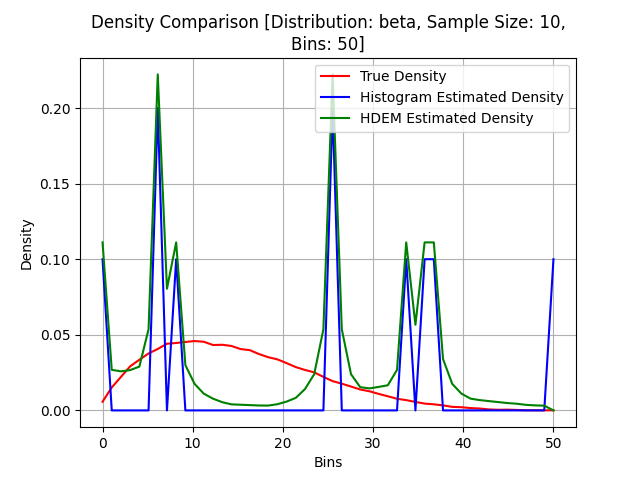 Density Comparison [Distribution: beta, Sample Size: 10,
Bins: 50]
True Density
Histogram Estimated Density
HDEM Estimated Density
Density
0.20
0.15
0.10
0.05
0.00
0 10 20 30 40 50
Bins